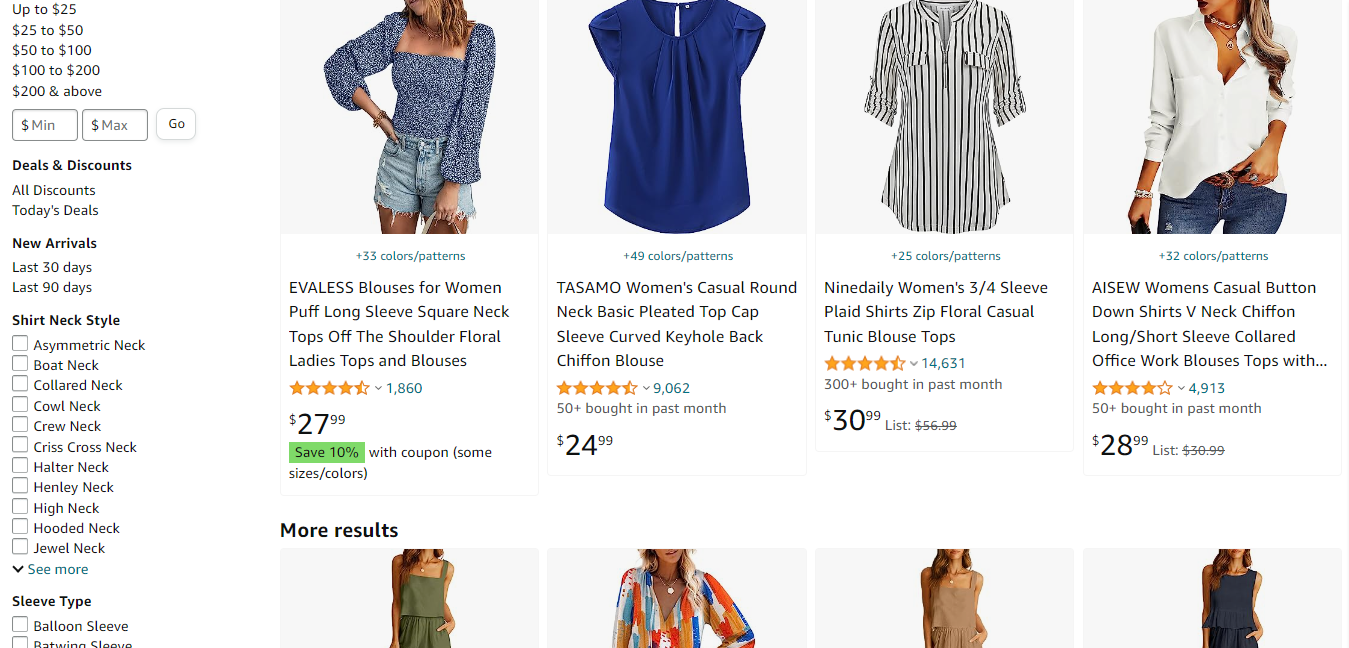 Up to $25
$25 to $50
$50 to $100
$100 to $200
$200 & above
$ Min $ Max Go
Deals & Discounts
All Discounts
Today's Deals
New Arrivals
Last 30 days
Last 90 days
Shirt Neck Style
Asymmetric Neck
Boat Neck
Collared Neck
Cowl Neck
Crew Neck
Criss Cross Neck
Halter Neck
Henley Neck
High Neck
Hooded Neck
Jewel Neck
See more
Sleeve Type
Balloon Sleeve
Batwing Sleeve
+33 colors/patterns
EVALESS Blouses for Women
Puff Long Sleeve Square Neck
Tops Off The Shoulder Floral
Ladies Tops and Blouses
1,860
$27.99
Save 10% with coupon (some
sizes/colors)
+49 colors/patterns
TASAMO Women's Casual Round
Neck Basic Pleated Top Cap
Sleeve Curved Keyhole Back
Chiffon Blouse
9,062
50+ bought in past month
$24.99
+25 colors/patterns
Ninedaily Women's 3/4 Sleeve
Plaid Shirts Zip Floral Casual
Tunic Blouse Tops
14,631
300+ bought in past month
$30.99 List: $56.99
+32 colors/patterns
AISEW Womens Casual Button
Down Shirts V Neck Chiffon
Long/Short Sleeve Collared
Office Work Blouses Tops with...
4,913
50+ bought in past month
$28.99 List: $30.99
More results